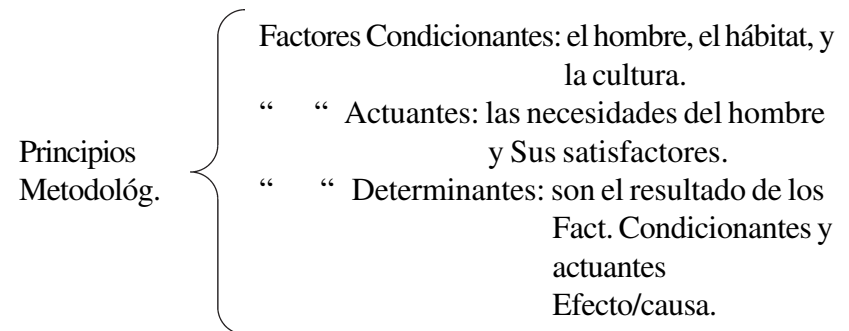 Factores Condicionantes: el hombre, el hábitat, y
la cultura.
“ “ Actuantes: las necesidades del hombre
y Sus satisfactores.
Principios
Metodológ.
“ “ Determinantes: son el resultado de los
Fact. Condicionantes y
actuantes
Efecto/causa.